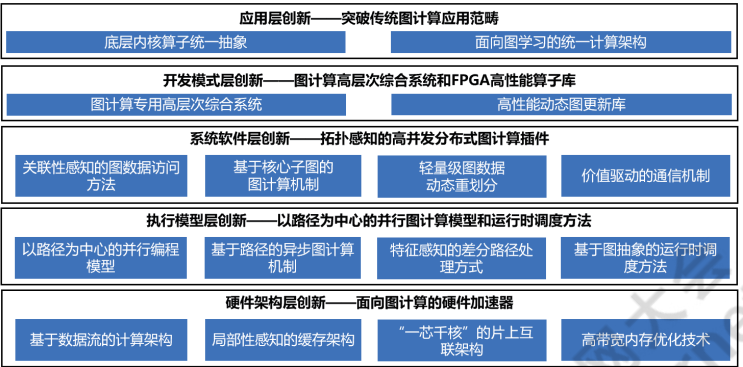 应用层创新——突破传统图计算应用范畴
底层内核算子统一抽象
面向图学习的统一计算架构
开发模式层创新——图计算高层次综合系统和FPGA高性能算子库
图计算专用高层次综合系统
高性能动态图更新库
系统软件层创新——拓扑感知的高并发分布式图计算插件
关联性感知的图数据访问
方法
基于核心子图的
图计算机制
轻量级图数据
动态重划分
价值驱动的通信机制
执行模型层创新——以路径为中心的并行图计算模型和运行时调度方法
以路径为中心的并行编程
模型
基于路径的异步图计算
机制
特征感知的差分路径处
理方式
基于图抽象的运行时调
度方法
硬件架构层创新——面向图计算的硬件加速器
基于数据流的计算架构
局部性感知的缓存架构
“一芯千核”的片上互
联架构
高带宽内存优化技术